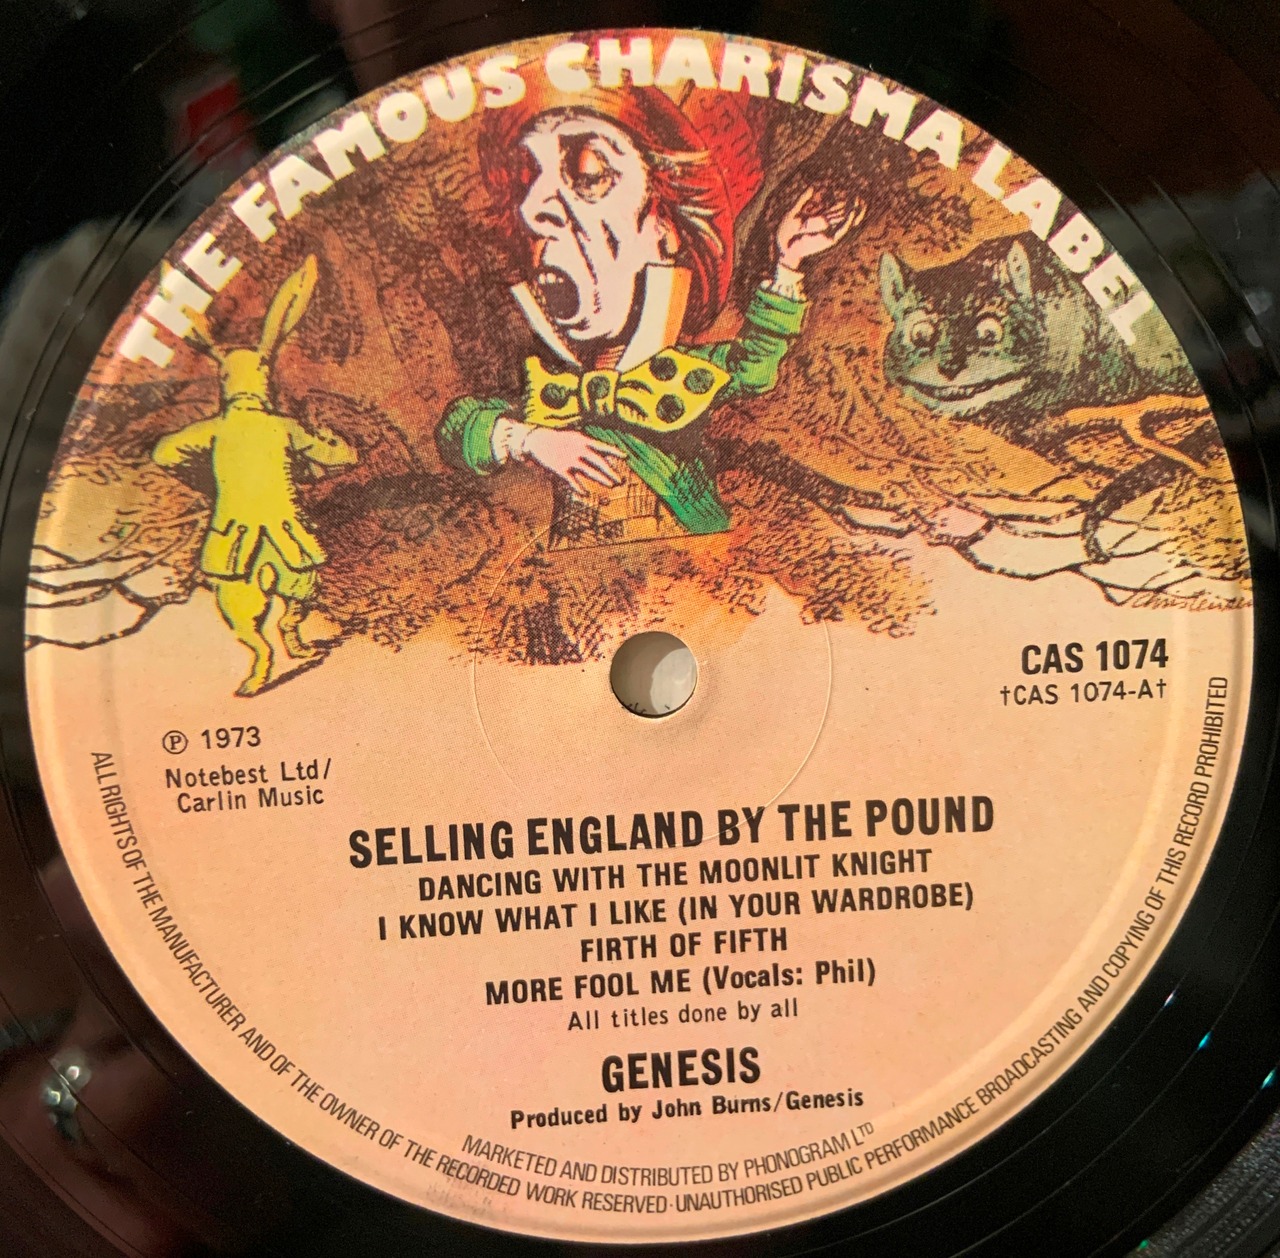 THE FAMOUS CHARISMA LABEL
CAS 1074
†CAS 1074-A†
Ⓟ 1973
Notebest Ltd/
Carlin Music
SELLING ENGLAND BY THE POUND
DANCING WITH THE MOONLIT KNIGHT
I KNOW WHAT I LIKE (IN YOUR WARDROBE)
FIRTH OF FIFTH
MORE FOOL ME (Vocals: Phil)
All titles done by all
GENESIS
Produced by John Burns/Genesis
MARKETED AND DISTRIBUTED BY PHONOGRAM LTD
ALL RIGHTS OF THE MANUFACTURER AND OF THE OWNER OF THE RECORDED WORK RESERVED·UNAUTHORISED PUBLIC PERFORMANCE BROADCASTING AND COPYING OF THIS RECORD PROHIBITED